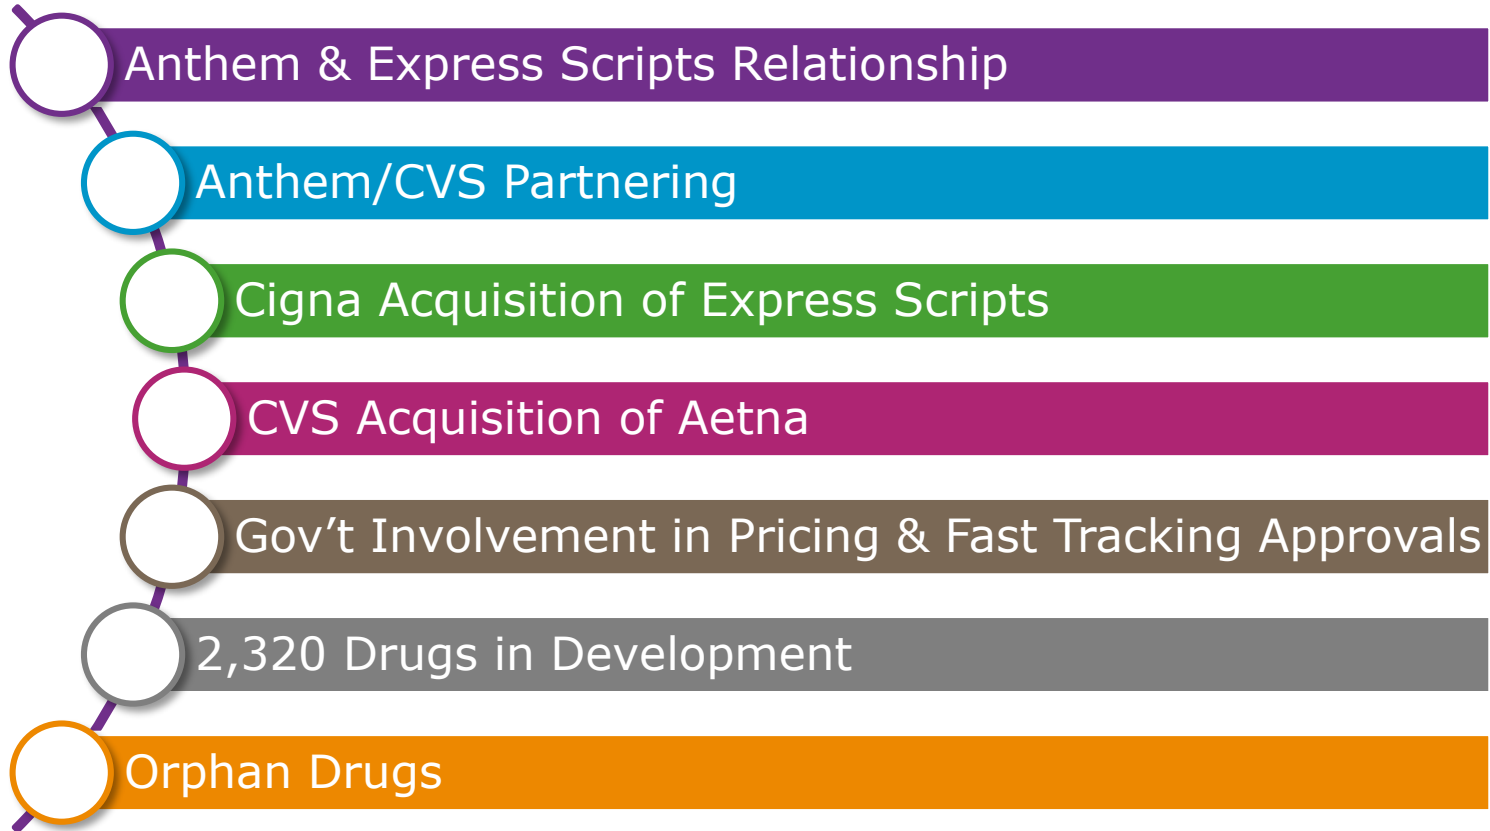 Anthem & Express Scripts Relationship
Anthem/CVS Partnering
Cigna Acquisition of Express Scripts
CVS Acquisition of Aetna
Gov’t Involvement in Pricing & Fast Tracking Approvals
2,320 Drugs in Development
Orphan Drugs